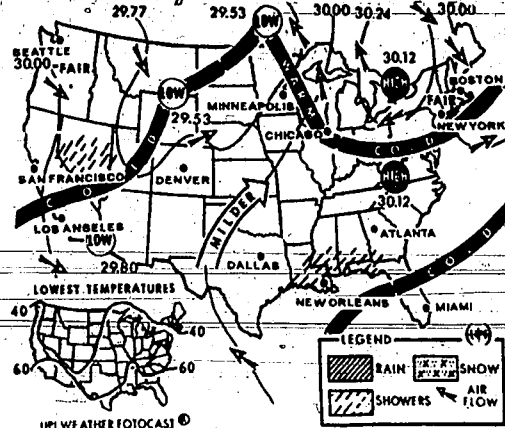 29.77
29.53
30.00
30.24
30.00
LOW
SEATTLE
30.00
FAIR
30.12
HIGH
BOSTON
FAIR
NEW YORK
WARM
LOW
MINNEAPOLIS
29.53
CHICAGO
COLD
COLD
SAN FRANCISCO
DENVER
HIGH
30.12
COLD
MILDER
LOS ANGELES
LOW
29.80
ATLANTA
DALLAS
COLD
NEW ORLEANS
MIAMI
LOWEST TEMPERATURES
40
40
60
60
LEGEND
RAIN
SNOW
SHOWERS
AIR
FLOW
UPI WEATHER FOTOCAST ®